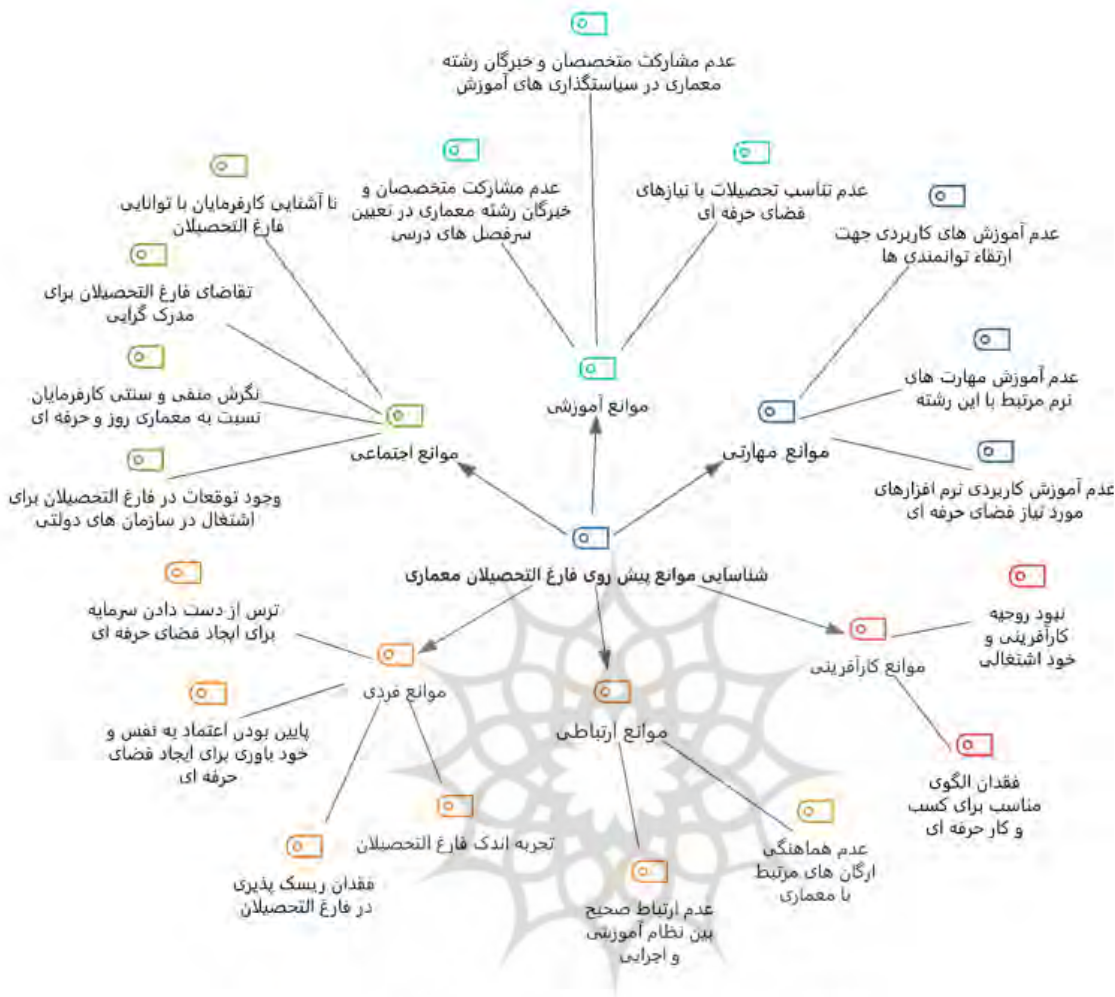 عدم مشارکت متخصصان و خبرگان رشته
معماری در سیاستگذاری های آموزش
عدم تناسب تحصیلات با نیازهای
فضای حرفه ای
عدم مشارکت متخصصان و
خبرگان رشته معماری در تعیین
سرفصل های درسی
نا آشنایی کارفرمایان با توانایی
فارغ التحصیلان
عدم آموزش های کاربردی جهت
ارتقاء توانمندی ها
تقاضای فارغ التحصیلان برای
مدرک گرایی
عدم آموزش مهارت های
نرم مرتبط با این رشته
نگرش منفی و سنتی کارفرمایان
نسبت به معماری روز و حرفه ای
موانع آموزشی
موانع مهارتی
موانع اجتماعی
عدم آموزش کاربردی نرم افزارهای
مورد نیاز فضای حرفه ای
وجود توقعات در فارغ التحصیلان برای
اشتغال در سازمان های دولتی
شناسایی موانع پیش روی فارغ التحصیلان معماری
نبود روحیه
کارآفرینی و
خود اشتغالی
ترس از دست دادن سرمایه
برای ایجاد فضای حرفه ای
موانع کارآفرینی
موانع فردی
موانع ارتباطی
پایین بودن اعتماد به نفس و
خود باوری برای ایجاد فضای
حرفه ای
فقدان الگوی
مناسب برای کسب
و کار حرفه ای
تجربه اندک فارغ التحصیلان
عدم هماهنگی
ارگان های مرتبط
با معماری
فقدان ریسک پذیری
در فارغ التحصیلان
عدم ارتباط صحیح
بین نظام آموزشی
و اجرایی